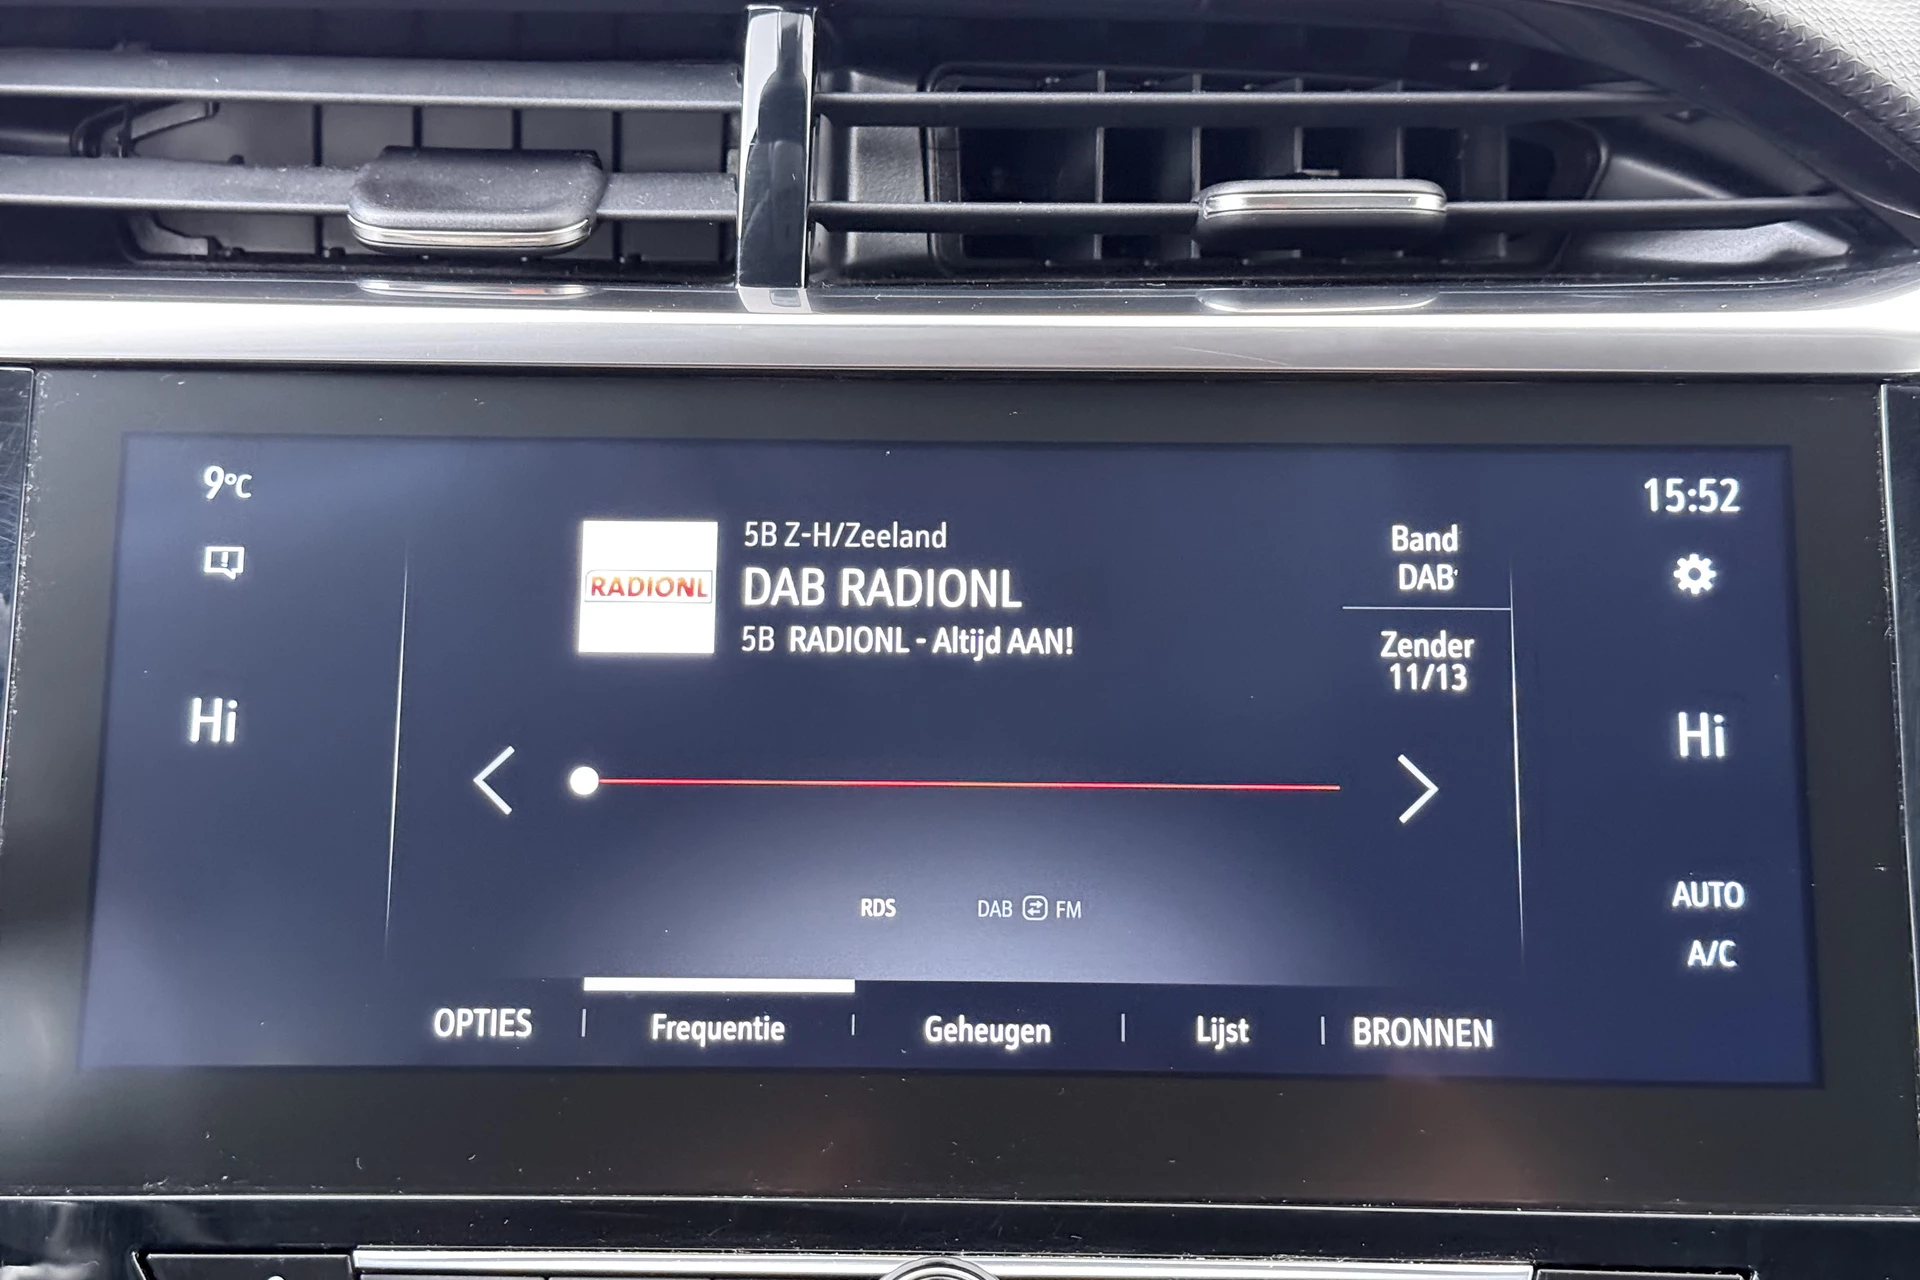 9°C
15:52
5B Z-H/Zeeland
RADIONL
DAB RADIONL
5B RADIONL - Altijd AAN!
Band
DAB
Zender
11/13
Hi
Hi
RDS
DAB FM
AUTO
A/C
OPTIES
Frequentie
Geheugen
Lijst
BRONNEN